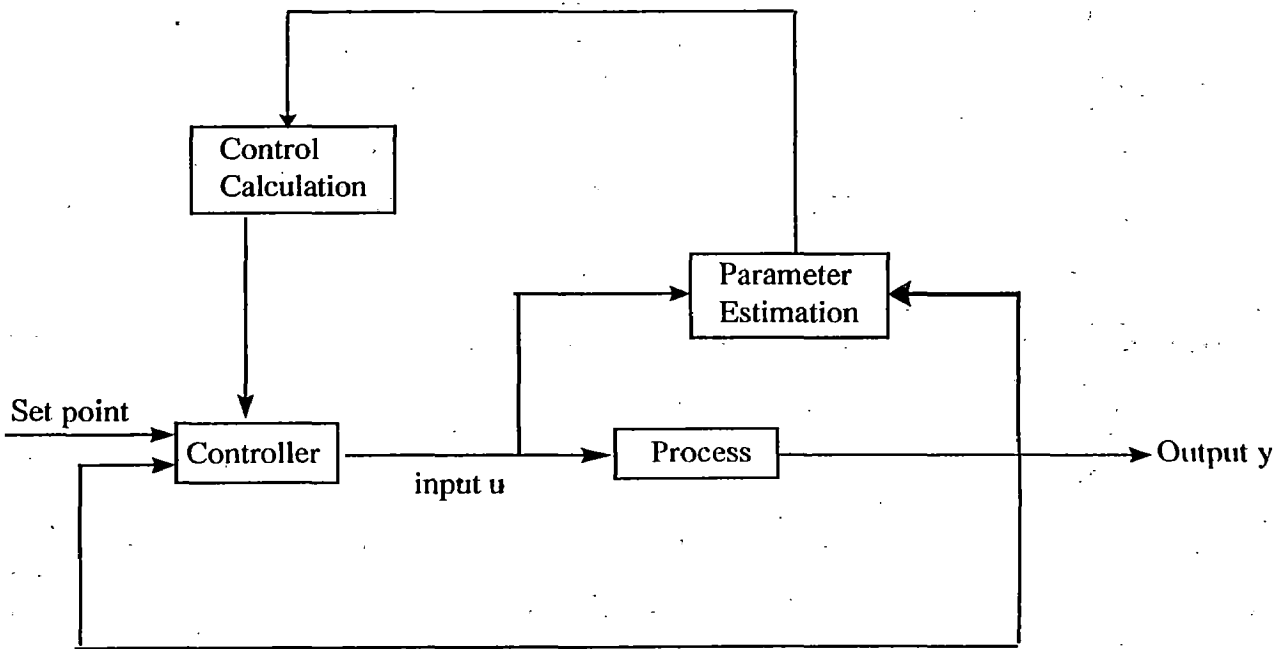 Control
Calculation
Parameter
Estimation
Set point
Controller
Process
Output y
input u